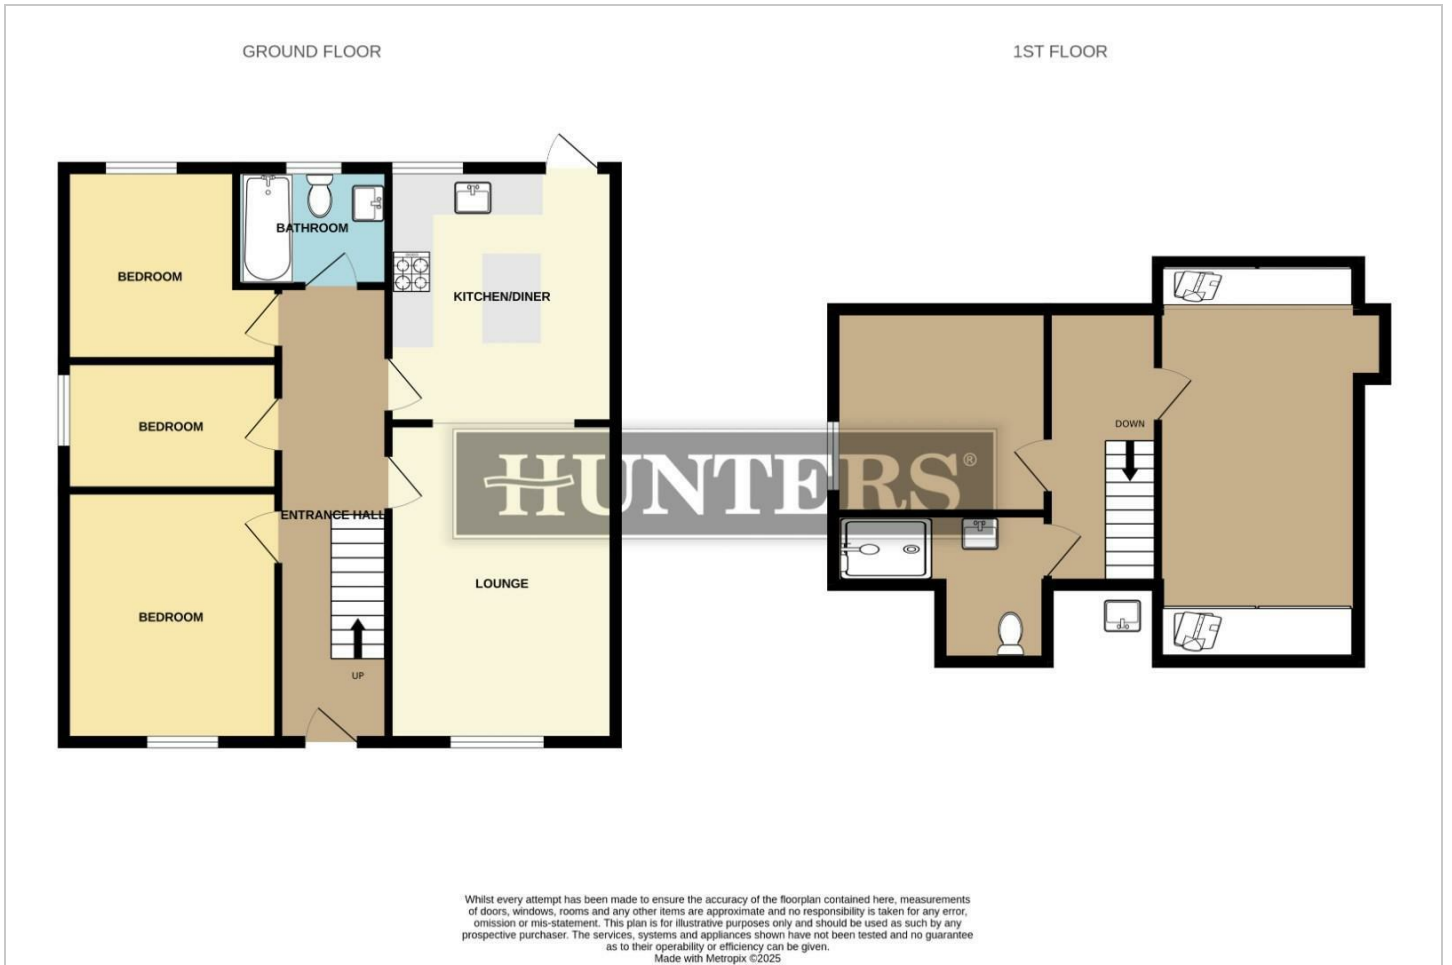 GROUND FLOOR
1ST FLOOR
BATHROOM
BEDROOM
KITCHEN/DINER
BEDROOM
DOWN
HUNTERS®
ENTRANCE HALL
LOUNGE
BEDROOM
UP
Whilst every attempt has been made to ensure the accuracy of the floorplan contained here, measurements
of doors, windows, rooms and any other items are approximate and no responsibility is taken for any error,
omission or mis-statement. This plan is for illustrative purposes only and should be used as such by any
prospective purchaser. The services, systems and appliances shown have not been tested and no guarantee
as to their operability or efficiency can be given.
Made with Metropix ©2025